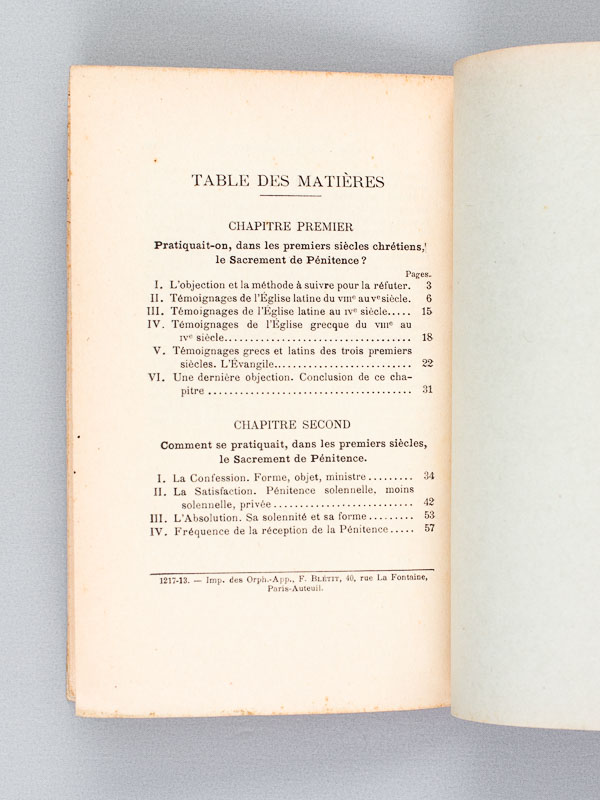 TABLE DES MATIÈRES
CHAPITRE PREMIER
Pratiquait-on, dans les premiers siècles chrétiens,
le Sacrement de Pénitence ?
Pages.
I. L'objection et la méthode à suivre pour la réfuter. 3
II. Témoignages de l'Église latine du VIIIe au Ve siècle. 6
III. Témoignages de l'Église latine au IVe siècle..... 15
IV. Témoignages de l'Église grecque du VIIIe au
IVe siècle.................................... 18
V. Témoignages grecs et latins des trois premiers
siècles. L'Évangile........................... 22
VI. Une dernière objection. Conclusion de ce cha-
pitre ....................................... 31
CHAPITRE SECOND
Comment se pratiquait, dans les premiers siècles,
le Sacrement de Pénitence.
I. La Confession. Forme, objet, ministre......... 34
II. La Satisfaction. Pénitence solennelle, moins
solennelle, privée........................... 42
III. L'Absolution. Sa solennité et sa forme......... 53
IV. Fréquence de la réception de la Pénitence..... 57
1217-13. — Imp. des Orph.-App., F. BLÉTIT, 40, rue La Fontaine,
Paris-Auteuil.